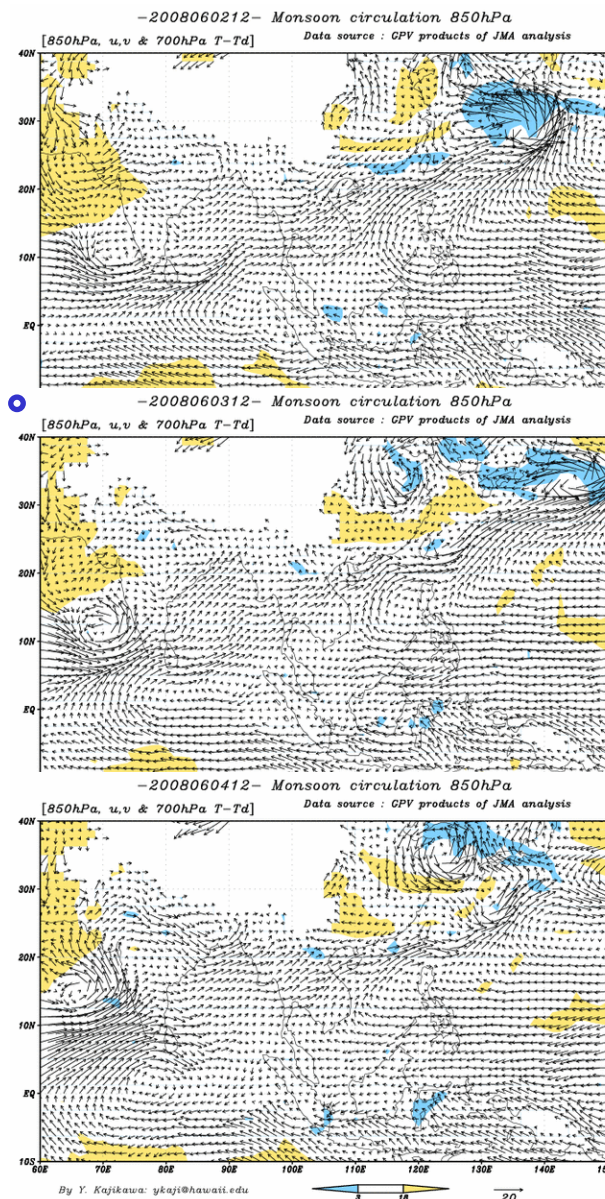 -2008060212- Monsoon circulation 850hPa
[850hPa, u,v & 700hPa T-Td] Data source : GPV products of JMA analysis
40N
30N
20N
10N
EQ
-2008060312- Monsoon circulation 850hPa
[850hPa, u,v & 700hPa T-Td] Data source : GPV products of JMA analysis
40N
30N
20N
10N
EQ
-2008060412- Monsoon circulation 850hPa
[850hPa, u,v & 700hPa T-Td] Data source : GPV products of JMA analysis
40N
30N
20N
10N
EQ
10S
60E 70E 80E 90E 100E 110E 120E 130E 140E
By Y. Kajikawa: ykaji@hawaii.edu 3 18 20